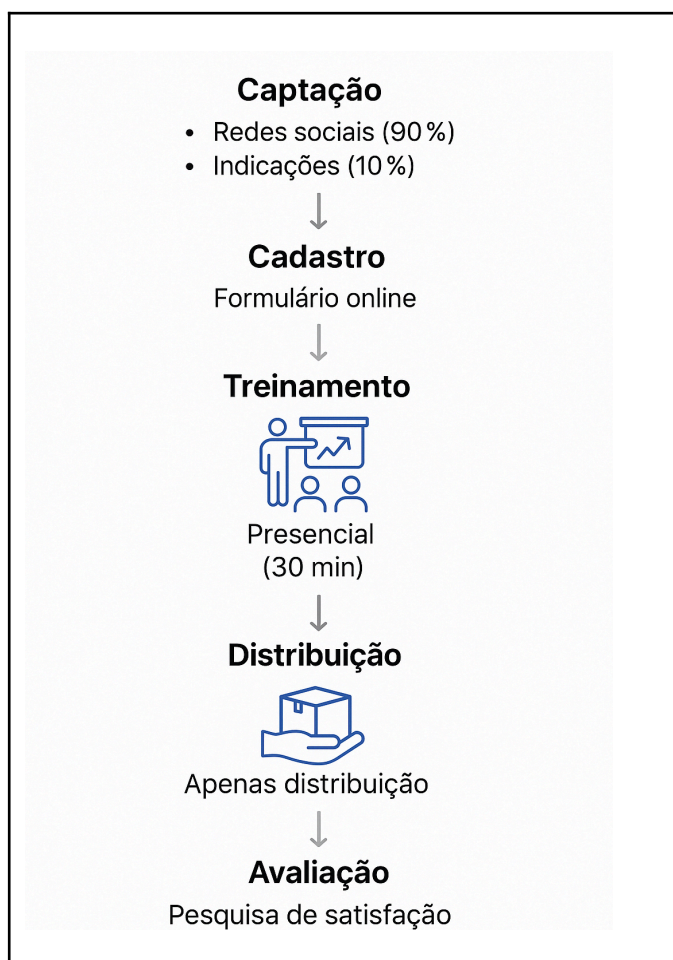 Captação
• Redes sociais (90%)
• Indicações (10%)
Cadastro
Formulário online
Treinamento
Presencial
(30 min)
Distribuição
Apenas distribuição
Avaliação
Pesquisa de satisfação